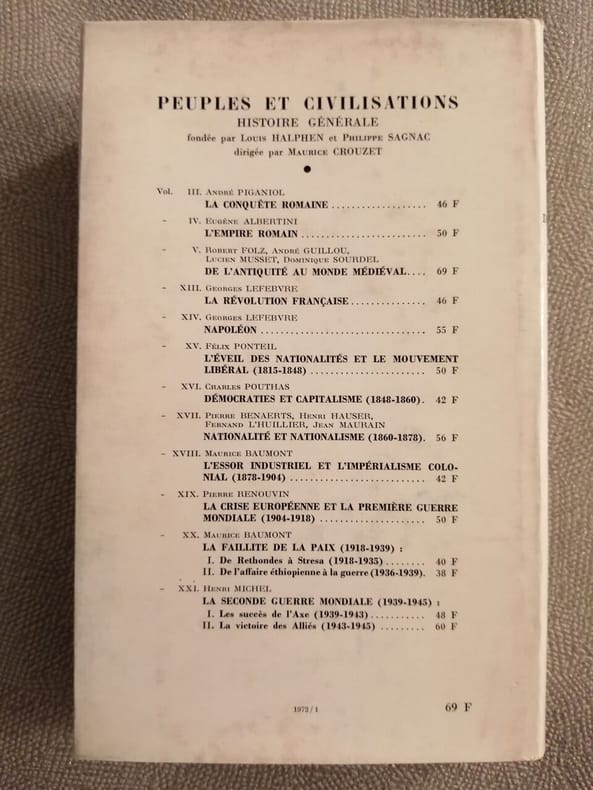 PEUPLES ET CIVILISATIONS
HISTOIRE GÉNÉRALE
fondée par Louis HALPHEN et Philippe SAGNAC
dirigée par Maurice CROUZET
●
Vol. III. André PIGANIOL
LA CONQUÊTE ROMAINE .................. 46 F
– IV. Eugène ALBERTINI
L'EMPIRE ROMAIN ........................ 50 F
– V. Robert FOLZ, André GUILLOU,
Lucien MUSSET, Dominique SOURDEL
DE L'ANTIQUITÉ AU MONDE MÉDIÉVAL.... 69 F
– XIII. Georges LEFEBVRE
LA RÉVOLUTION FRANÇAISE............... 46 F
– XIV. Georges LEFEBVRE
NAPOLÉON ................................ 55 F
– XV. Félix PONTEIL
L'ÉVEIL DES NATIONALITÉS ET LE MOUVEMENT
LIBÉRAL (1815-1848) ...................... 50 F
– XVI. Charles POUTHAS
DÉMOCRATIES ET CAPITALISME (1848-1860). 42 F
– XVII. Pierre BENAERTS, Henri HAUSER,
Fernand L'HUILLIER, Jean MAURAIN
NATIONALITÉ ET NATIONALISME (1860-1878). 56 F
– XVIII. Maurice BAUMONT
L'ESSOR INDUSTRIEL ET L'IMPÉRIALISME COLO-
NIAL (1878-1904) .......................... 42 F
– XIX. Pierre RENOUVIN
LA CRISE EUROPÉENNE ET LA PREMIÈRE GUERRE
MONDIALE (1904-1918) .................... 50 F
– XX. Maurice BAUMONT
LA FAILLITE DE LA PAIX (1918-1939) :
I. De Rethondes à Stresa (1918-1935) ........ 40 F
II. De l'affaire éthiopienne à la guerre (1936-1939). 38 F
– XXI. Henri MICHEL
LA SECONDE GUERRE MONDIALE (1939-1945) :
I. Les succès de l'Axe (1939-1943)........... 48 F
II. La victoire des Alliés (1943-1945) ......... 60 F
1972/1
69 F